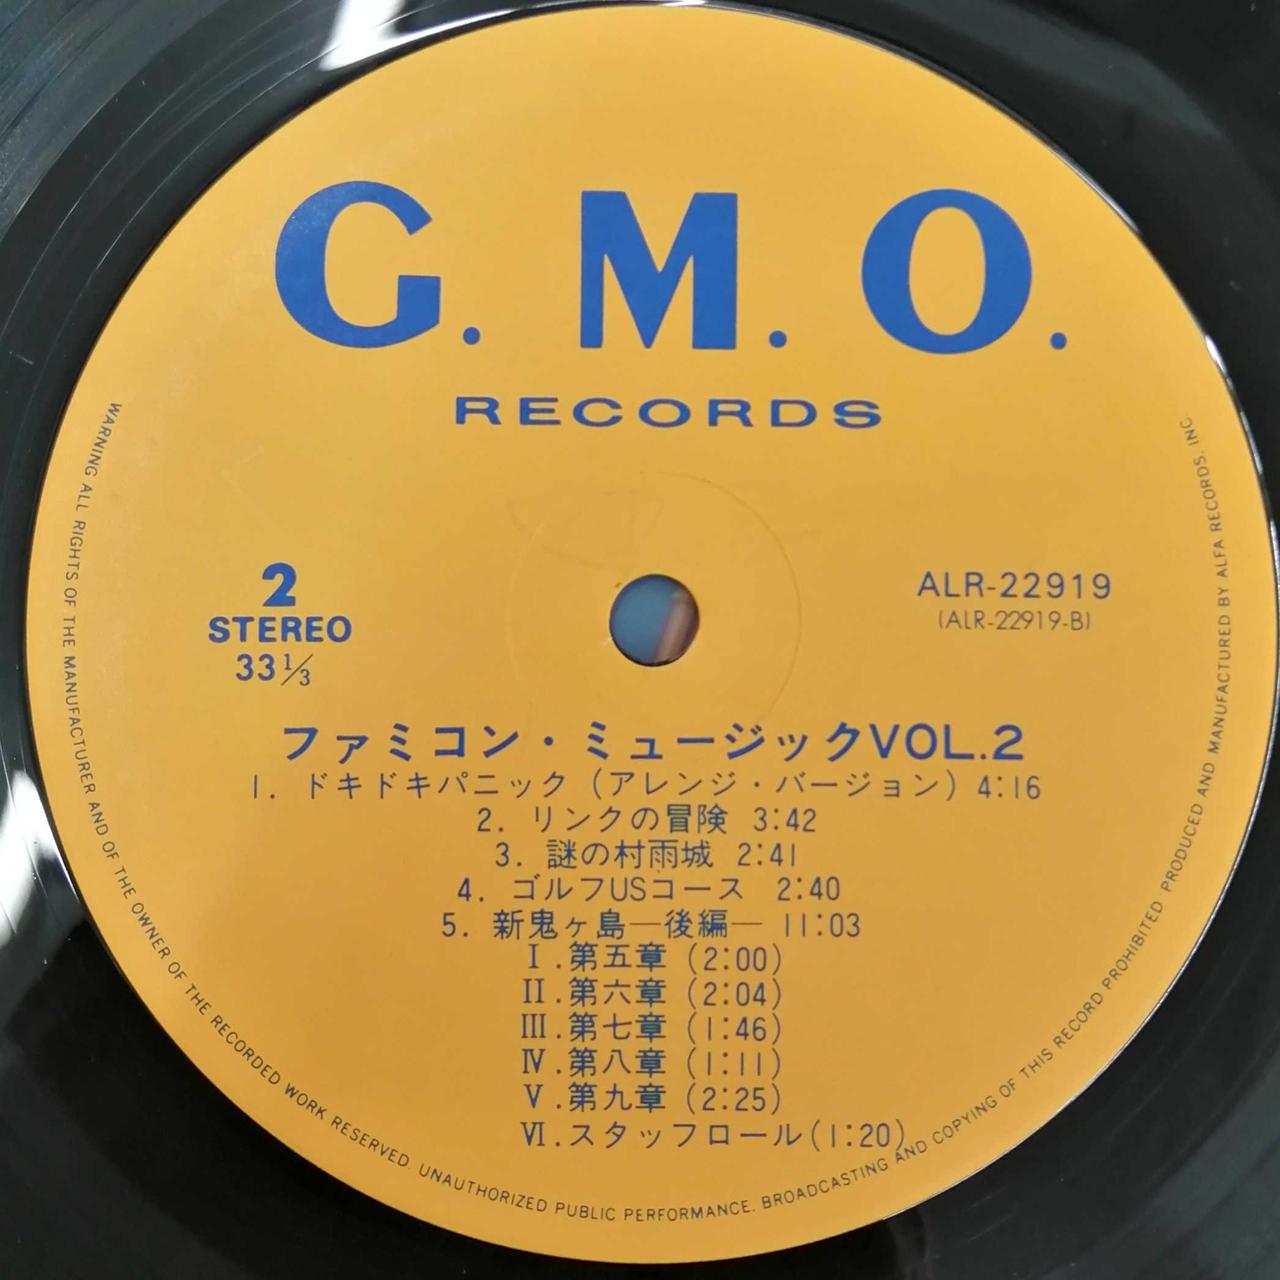 G. M. O.
RECORDS
2
STEREO
33 1/3
ALR-22919
(ALR-22919-B)
ファミコン・ミュージックVOL.2
1. ドキドキパニック（アレンジ・バージョン）4:16
2. リンクの冒険 3:42
3. 謎の村雨城 2:41
4. ゴルフUSコース 2:40
5. 新鬼ヶ島—後編— 11:03
I.第五章 (2:00)
II.第六章 (2:04)
III.第七章 (1:46)
IV.第八章 (1:11)
V.第九章 (2:25)
VI.スタッフロール(1:20)
WARNING ALL RIGHTS OF THE MANUFACTURER AND OF THE OWNER OF THE RECORDED WORK RESERVED. UNAUTHORIZED PUBLIC PERFORMANCE. BROADCASTING AND COPYING OF THIS RECORD PROHIBITED PRODUCED AND MANUFACTURED BY ALFA RECORDS, INC.